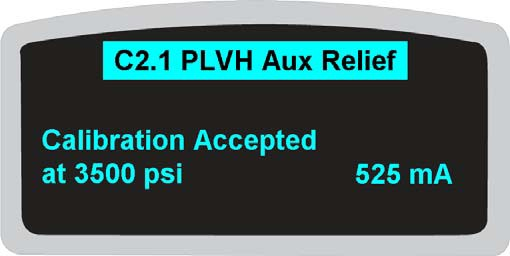 C2.1 PLVH Aux Relief
Calibration Accepted
at 3500 psi 525 mA